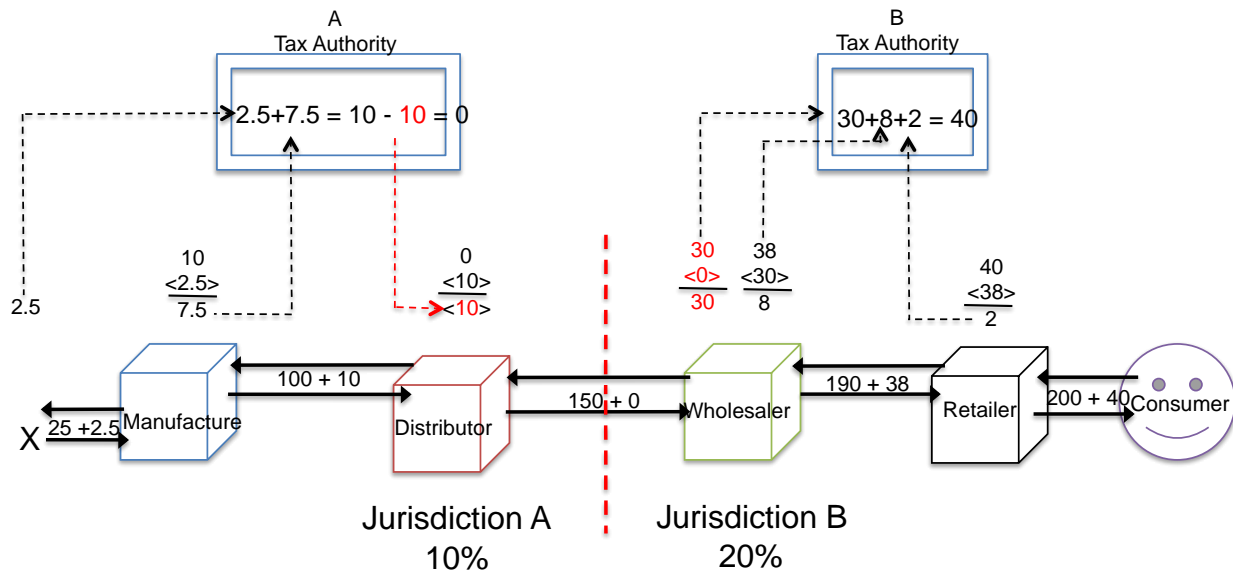 A
Tax Authority
B
Tax Authority
2.5+7.5 = 10 - 10 = 0
30+8+2 = 40
2.5
10
<2.5>
7.5
0
<10>
<10>
30
<0>
30
38
<30>
8
40
<38>
2
X
25 +2.5
Manufacture
100 + 10
Distributor
150 + 0
Wholesaler
190 + 38
Retailer
200 + 40
Consumer
Jurisdiction A
10%
Jurisdiction B
20%